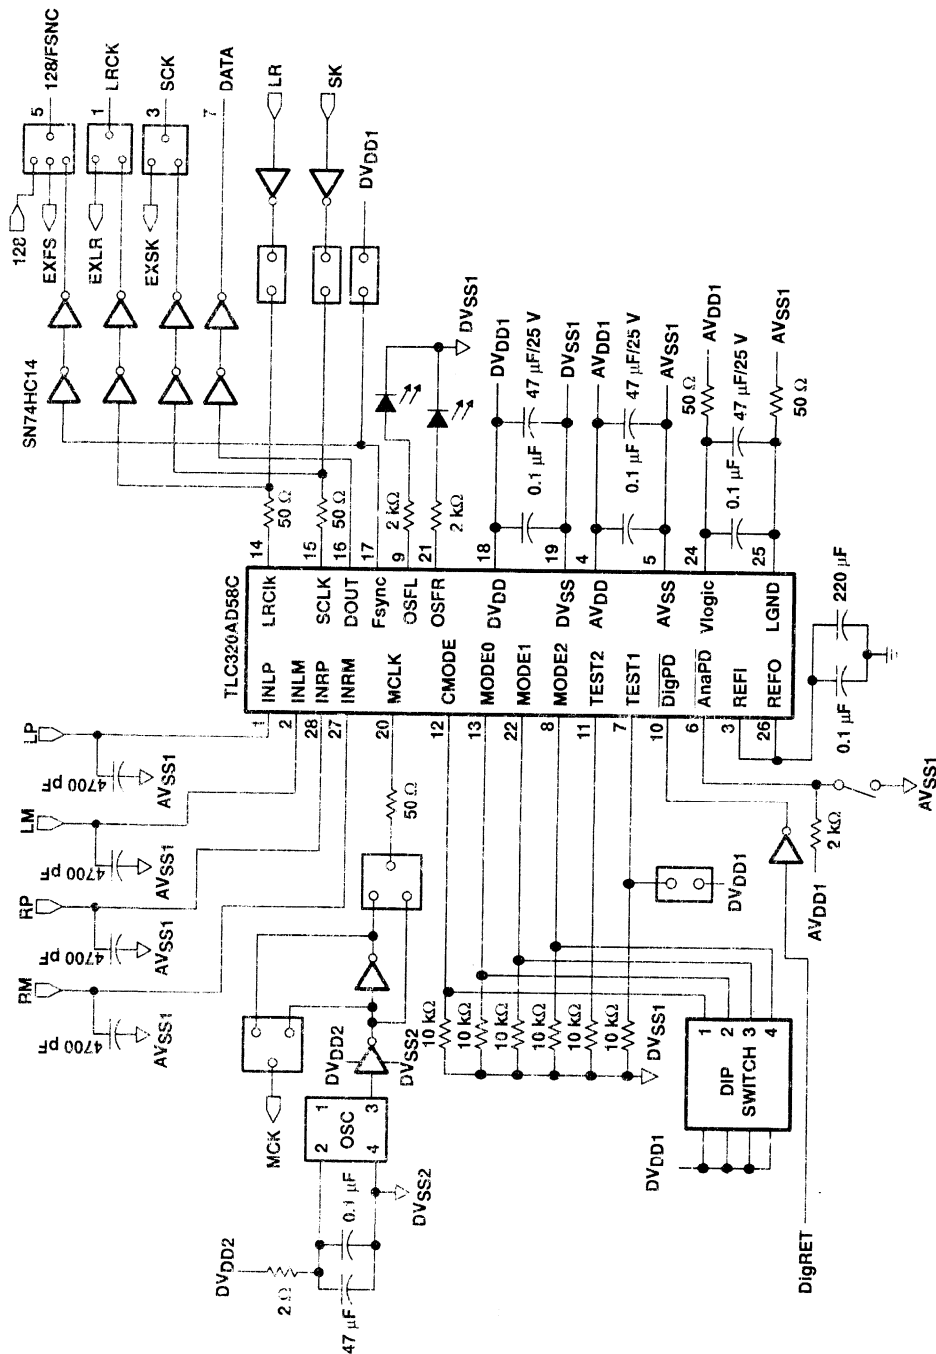 128
128/FSNC
5
EXFS
LRCK
1
EXLR
SCK
3
EXSK
DATA
7
SN74HC14
LR
SK
DVDD1
DVSS1
50 Ω
50 Ω
2 kΩ
2 kΩ
DVDD1
47 µF/25 V
0.1 µF
DVSS1
AVDD1
47 µF/25 V
0.1 µF
AVSS1
AVDD1
50 Ω
47 µF/25 V
0.1 µF
50 Ω
AVSS1
14
15
16
17
9
21
18
19
4
5
24
25
TLC320AD58C
LRClk
SCLK
DOUT
Fsync
OSFL
OSFR
DVDD
DVSS
AVDD
AVSS
Vlogic
LGND
INLP
INLM
INRP
INRM
MCLK
CMODE
MODE0
MODE1
MODE2
TEST2
TEST1
DigPD
AnaPD
REFI
REFO
1
2
28
27
20
12
13
22
8
11
7
10
6
3
26
220 µF
0.1 µF
LP
4700 pF
AVSS1
LM
4700 pF
AVSS1
RP
4700 pF
AVSS1
RM
4700 pF
AVSS1
50 Ω
MCK
DVDD2
DVSS2
OSC
1
2
3
4
DVDD2
2 Ω
47 µF
0.1 µF
DVSS2
10 kΩ
10 kΩ
10 kΩ
10 kΩ
10 kΩ
10 kΩ
DVSS1
DVDD1
AVDD1
2 kΩ
AVSS1
DVDD1
DIP
SWITCH
1
2
3
4
DigRET